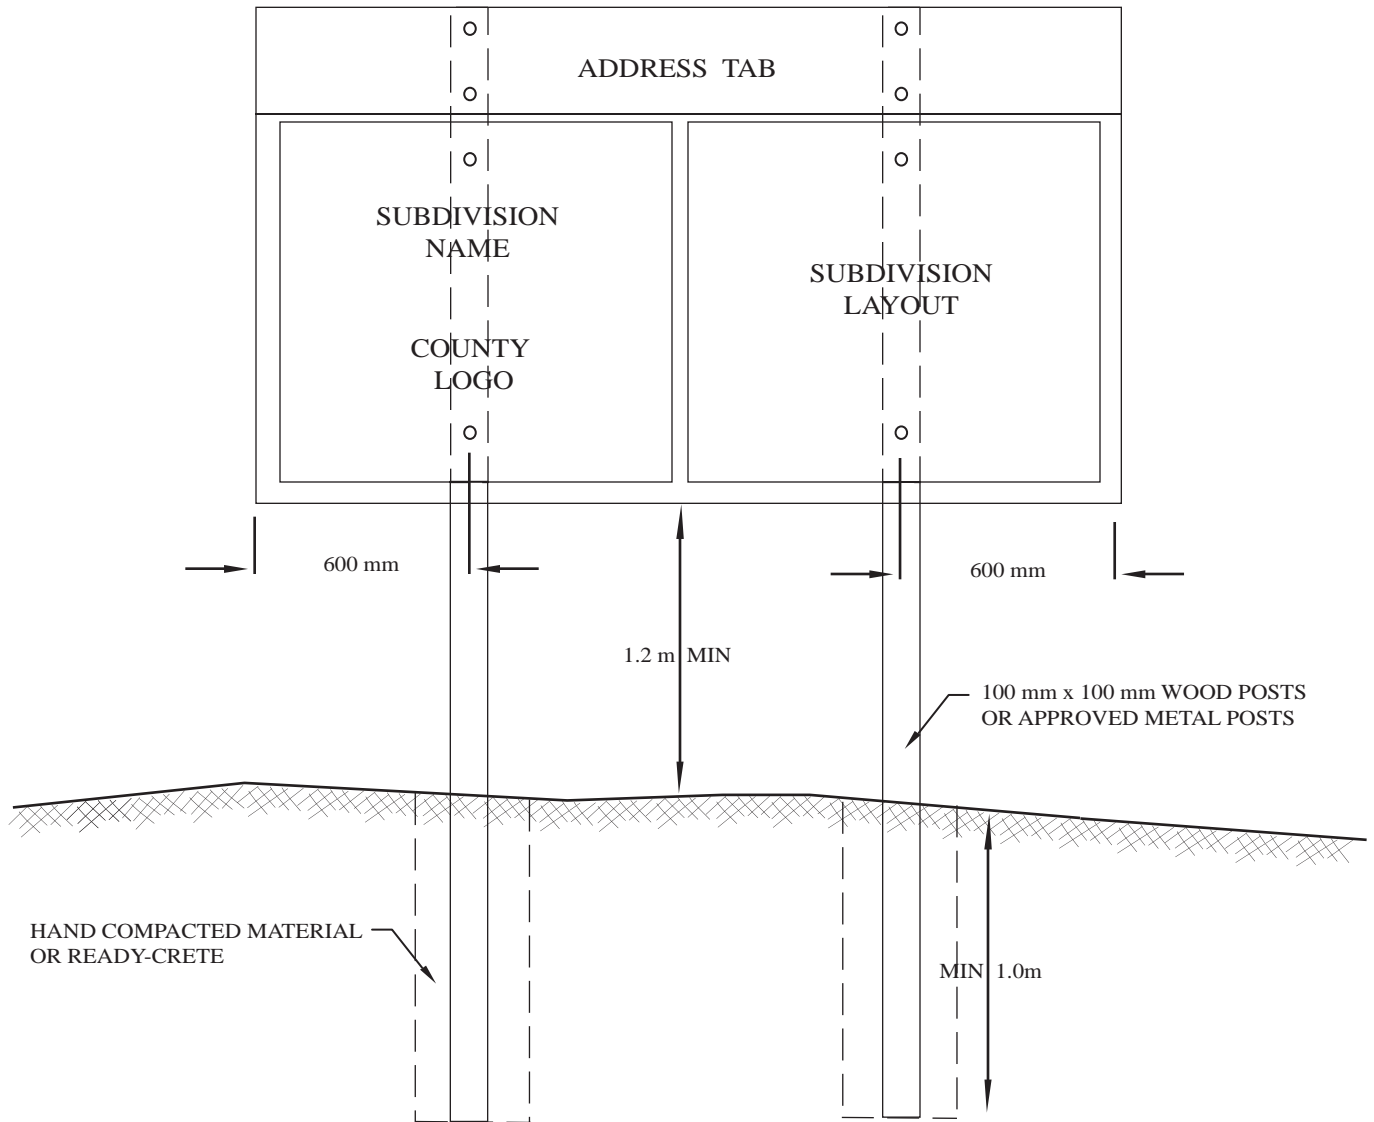 ADDRESS TAB
SUBDIVISION
NAME
COUNTY
LOGO
SUBDIVISION
LAYOUT
600 mm
600 mm
1.2 m MIN
100 mm x 100 mm WOOD POSTS
OR APPROVED METAL POSTS
HAND COMPACTED MATERIAL
OR READY-CRETE
MIN 1.0m